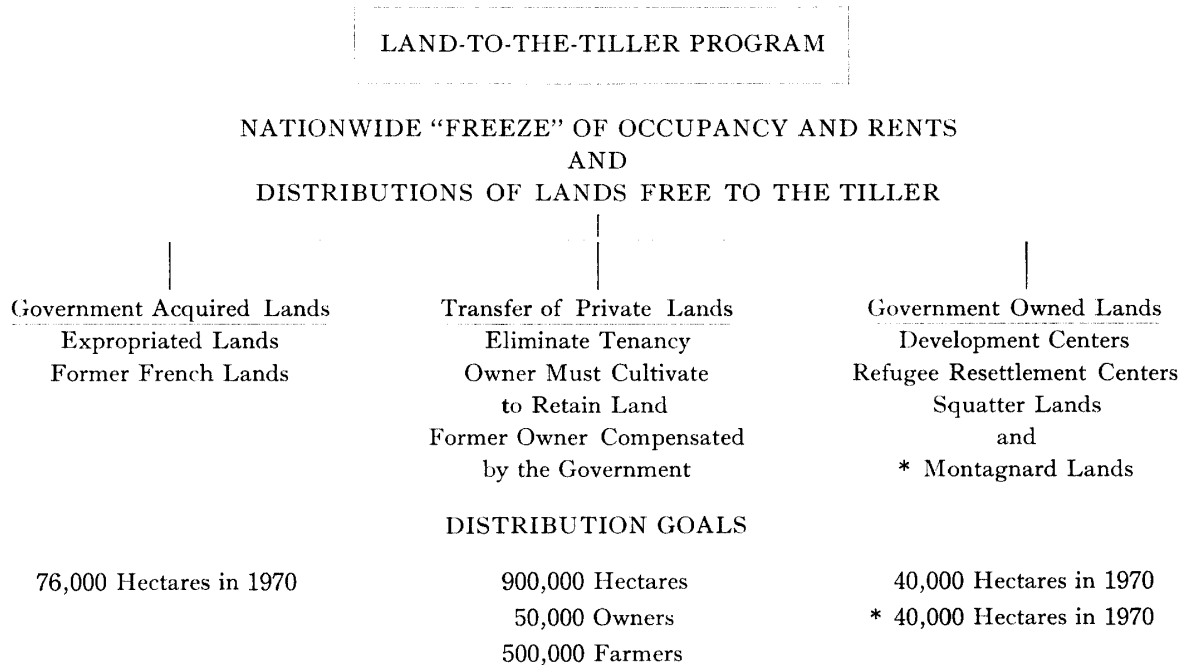 LAND-TO-THE-TILLER PROGRAM
NATIONWIDE “FREEZE” OF OCCUPANCY AND RENTS
AND
DISTRIBUTIONS OF LANDS FREE TO THE TILLER
Government Acquired Lands
Expropriated Lands
Former French Lands
Transfer of Private Lands
Eliminate Tenancy
Owner Must Cultivate
to Retain Land
Former Owner Compensated
by the Government
Government Owned Lands
Development Centers
Refugee Resettlement Centers
Squatter Lands
and
* Montagnard Lands
DISTRIBUTION GOALS
76,000 Hectares in 1970
900,000 Hectares
50,000 Owners
500,000 Farmers
40,000 Hectares in 1970
* 40,000 Hectares in 1970